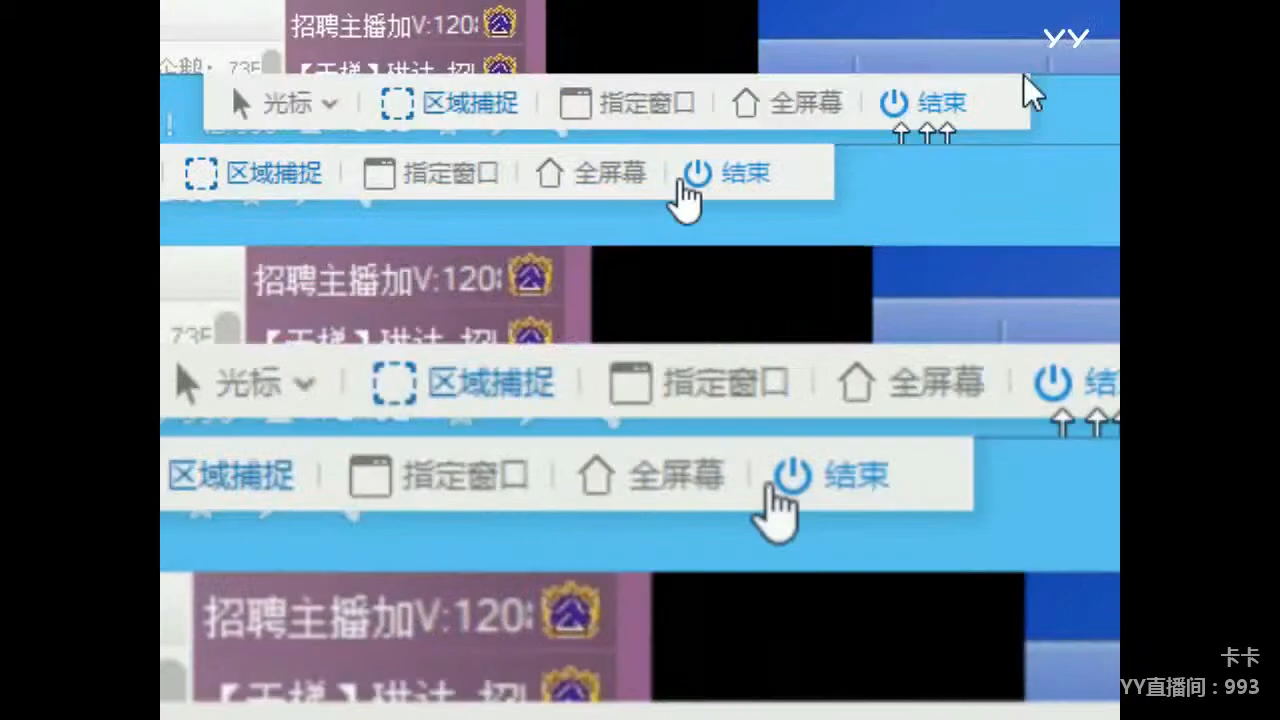 招聘主播加V:120
YY
735
光标 区域捕捉 指定窗口 全屏幕 结束
区域捕捉 指定窗口 全屏幕 结束
招聘主播加V:120
735
光标 区域捕捉 指定窗口 全屏幕 结
区域捕捉 指定窗口 全屏幕 结束
招聘主播加V:120
卡卡
YY直播间：993